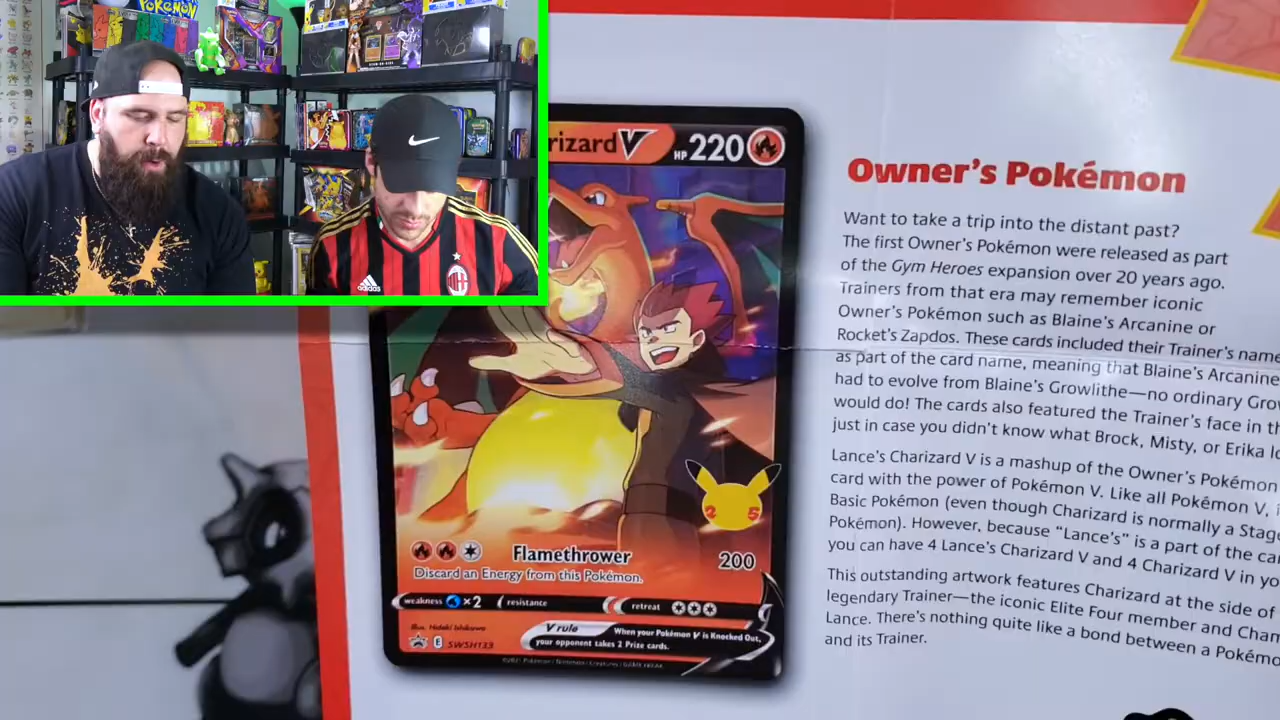 POKéMON
rizard V HP 220
Owner's Pokémon
Want to take a trip into the distant past?
The first Owner's Pokémon were released as part
of the Gym Heroes expansion over 20 years ago.
Trainers from that era may remember iconic
Owner's Pokémon such as Blaine's Arcanine or
Rocket's Zapdos. These cards included their Trainer's name
as part of the card name, meaning that Blaine's Arcanine
had to evolve from Blaine's Growlithe—no ordinary Gro
would do! The cards also featured the Trainer's face in th
just in case you didn't know what Brock, Misty, or Erika lo
Lance's Charizard V is a mashup of the Owner's Pokémon
card with the power of Pokémon V. Like all Pokémon V, i
Basic Pokémon (even though Charizard is normally a Stag
Pokémon). However, because "Lance's" is a part of the ca
you can have 4 Lance's Charizard V and 4 Charizard V in yo
This outstanding artwork features Charizard at the side of
legendary Trainer—the iconic Elite Four member and Cham
Lance. There's nothing quite like a bond between a Pokémo
and its Trainer.
adidas
2 5
Flamethrower 200
Discard an Energy from this Pokémon.
weakness ×2 resistance retreat
Illus. Hideki Ishikawa
V rule When your Pokémon V is Knocked Out,
your opponent takes 2 Prize cards.
E SWSH133